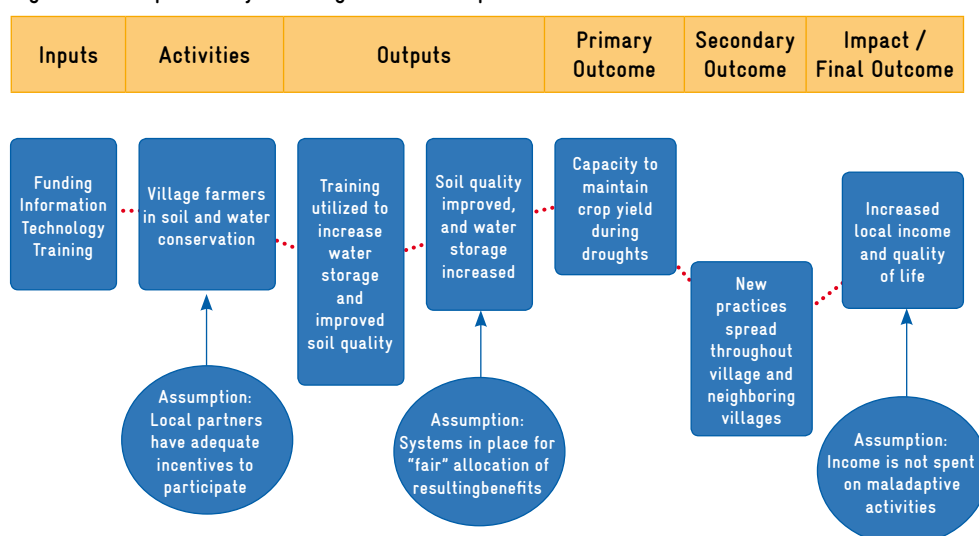 Inputs
Activities
Outputs
Primary
Outcome
Secondary
Outcome
Impact /
Final Outcome
Funding
Information
Technology
Training
Village farmers
in soil and water
conservation
Training
utilized to
increase
water
storage
and
improved
soil quality
Soil quality
improved,
and water
storage
increased
Capacity to
maintain
crop yield
during
droughts
New
practices
spread
throughout
village and
neighboring
villages
Increased
local income
and quality
of life
Assumption:
Local partners
have adequate
incentives to
participate
Assumption:
Systems in place for
"fair" allocation of
resultingbenefits
Assumption:
Income is not spent
on maladaptive
activities